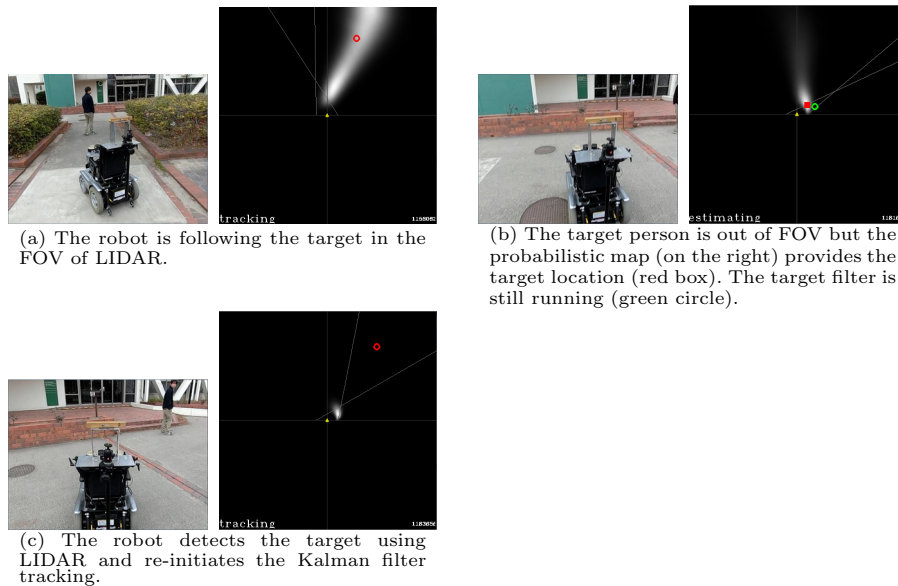 tracking
(a) The robot is following the target in the
FOV of LIDAR.
estimating
(b) The target person is out of FOV but the
probabilistic map (on the right) provides the
target location (red box). The target filter is
still running (green circle).
tracking
(c) The robot detects the target using
LIDAR and re-initiates the Kalman filter
tracking.